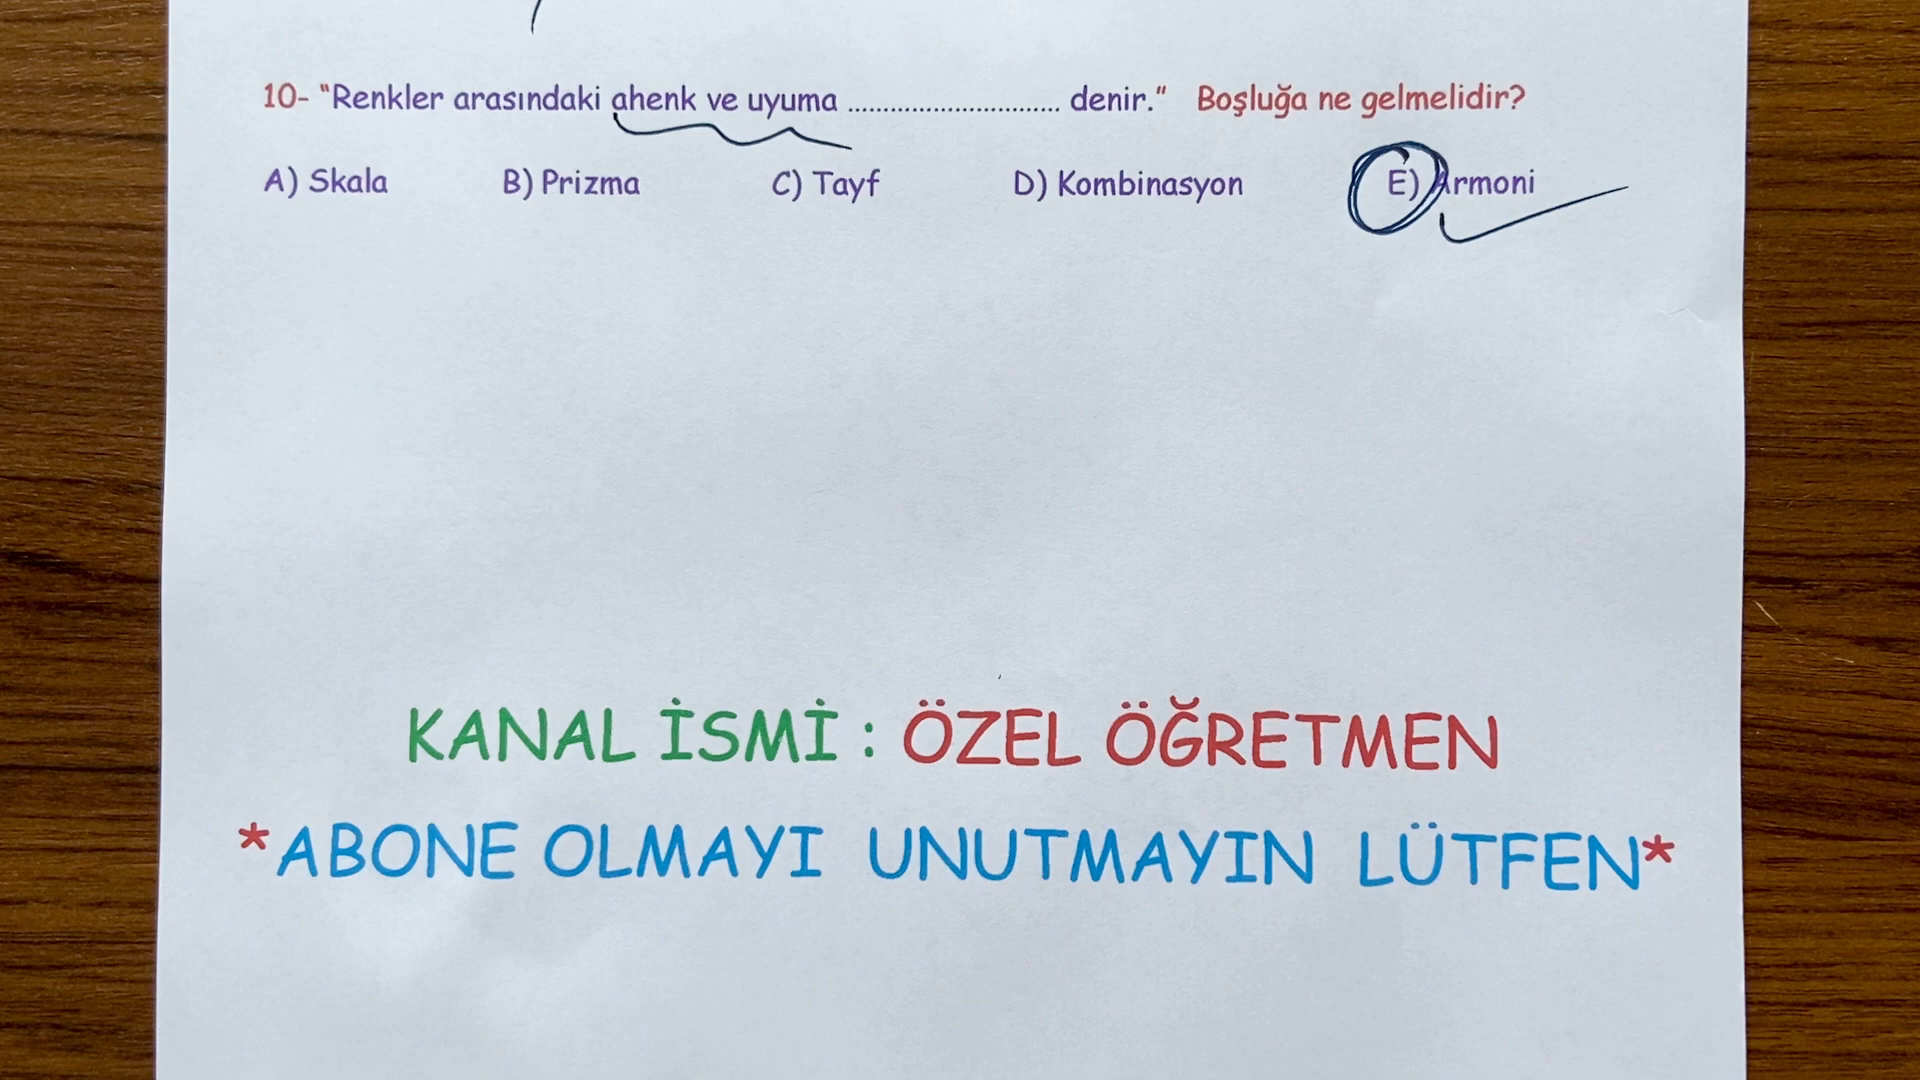 10- "Renkler arasındaki ahenk ve uyuma ............................ denir." Boşluğa ne gelmelidir?
A) Skala B) Prizma C) Tayf D) Kombinasyon E) Armoni
KANAL İSMİ : ÖZEL ÖĞRETMEN
*ABONE OLMAYI UNUTMAYIN LÜTFEN*